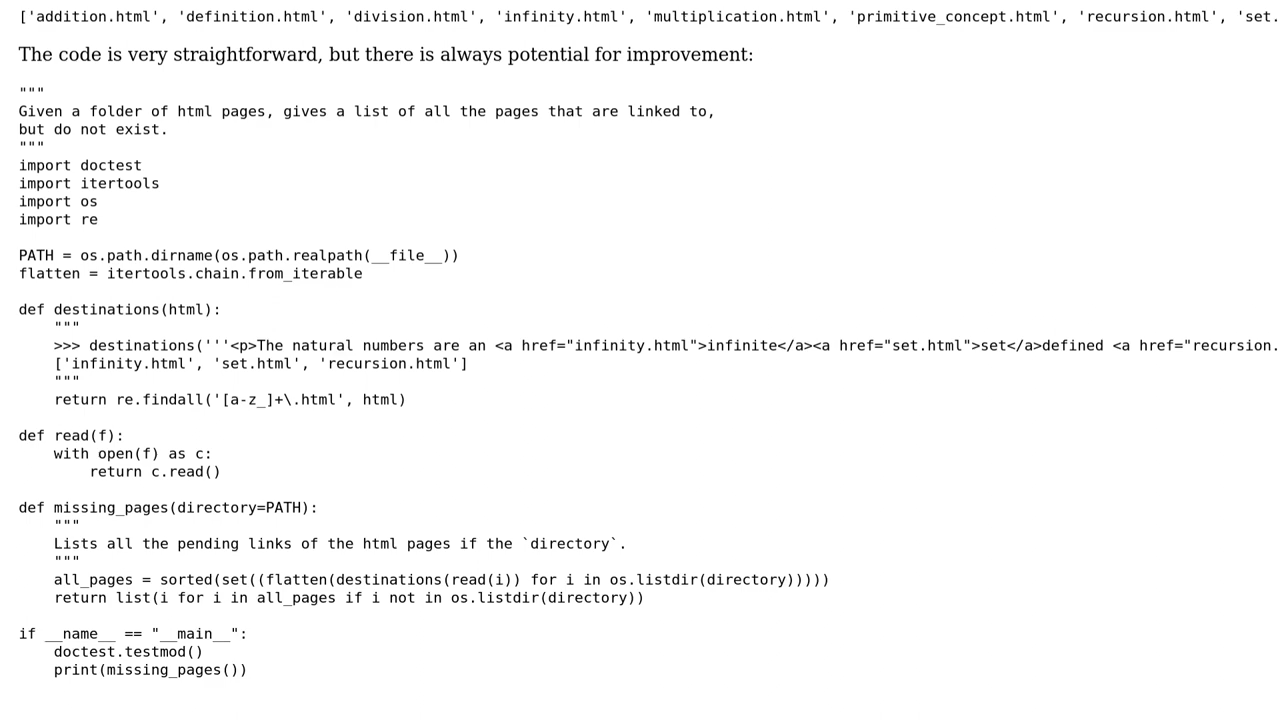 ['addition.html', 'definition.html', 'division.html', 'infinity.html', 'multiplication.html', 'primitive_concept.html', 'recursion.html', 'set.
The code is very straightforward, but there is always potential for improvement:
"""
Given a folder of html pages, gives a list of all the pages that are linked to,
but do not exist.
"""
import doctest
import itertools
import os
import re
PATH = os.path.dirname(os.path.realpath(__file__))
flatten = itertools.chain.from_iterable
def destinations(html):
    """
    >>> destinations('''<p>The natural numbers are an <a href="infinity.html">infinite</a><a href="set.html">set</a>defined <a href="recursion.
    ['infinity.html', 'set.html', 'recursion.html']
    """
    return re.findall('[a-z_]+\.html', html)
def read(f):
    with open(f) as c:
        return c.read()
def missing_pages(directory=PATH):
    """
    Lists all the pending links of the html pages if the `directory`.
    """
    all_pages = sorted(set((flatten(destinations(read(i)) for i in os.listdir(directory)))))
    return list(i for i in all_pages if i not in os.listdir(directory))
if __name__ == "__main__":
    doctest.testmod()
    print(missing_pages())